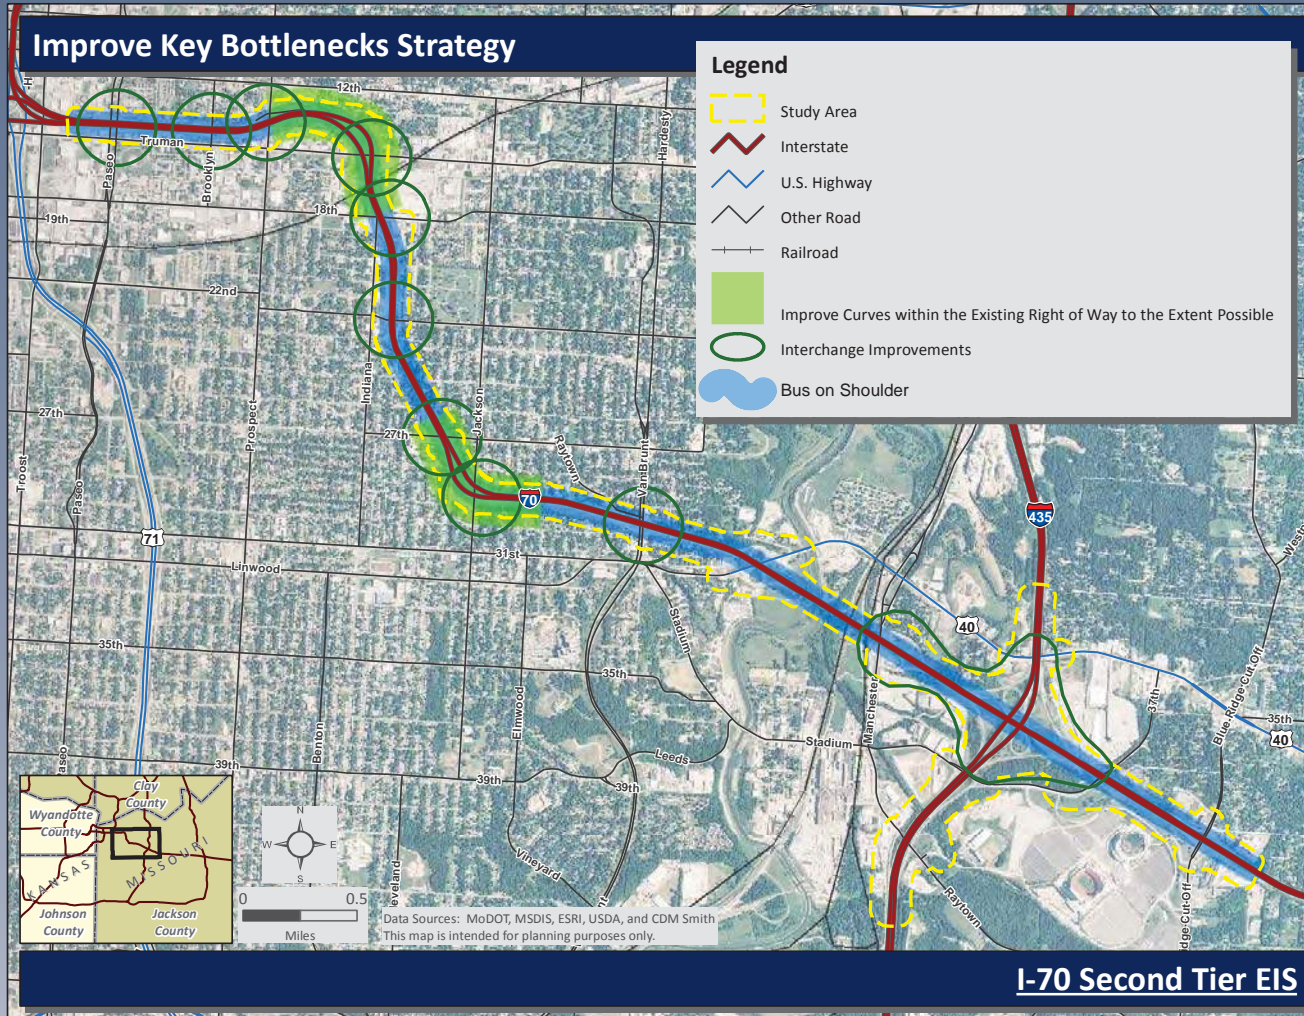 Improve Key Bottlenecks Strategy
Legend
Study Area
Interstate
U.S. Highway
Other Road
Railroad
Improve Curves within the Existing Right of Way to the Extent Possible
Interchange Improvements
Bus on Shoulder
12th
Hardesty
Truman
Paseo
Brooklyn
18th
19th
22nd
Indiana
Jackson
27th
Prospect
27th
Raytown
Van Brunt
Troost
Paseo
70
71
435
31st
Linwood
Stadium
40
35th
35th
Manchester
37th
Blue Ridge Cut Off
35th
40
Elmwood
Benton
Stadium
Leeds
39th
39th
39th
Vineyard
Raytown
Clay
County
Wyandotte
County
KANSAS
MISSOURI
Johnson
County
Jackson
County
N
W
E
S
0
0.5
Miles
Data Sources: MoDOT, MSDIS, ESRI, USDA, and CDM Smith
This map is intended for planning purposes only.
I-70 Second Tier EIS